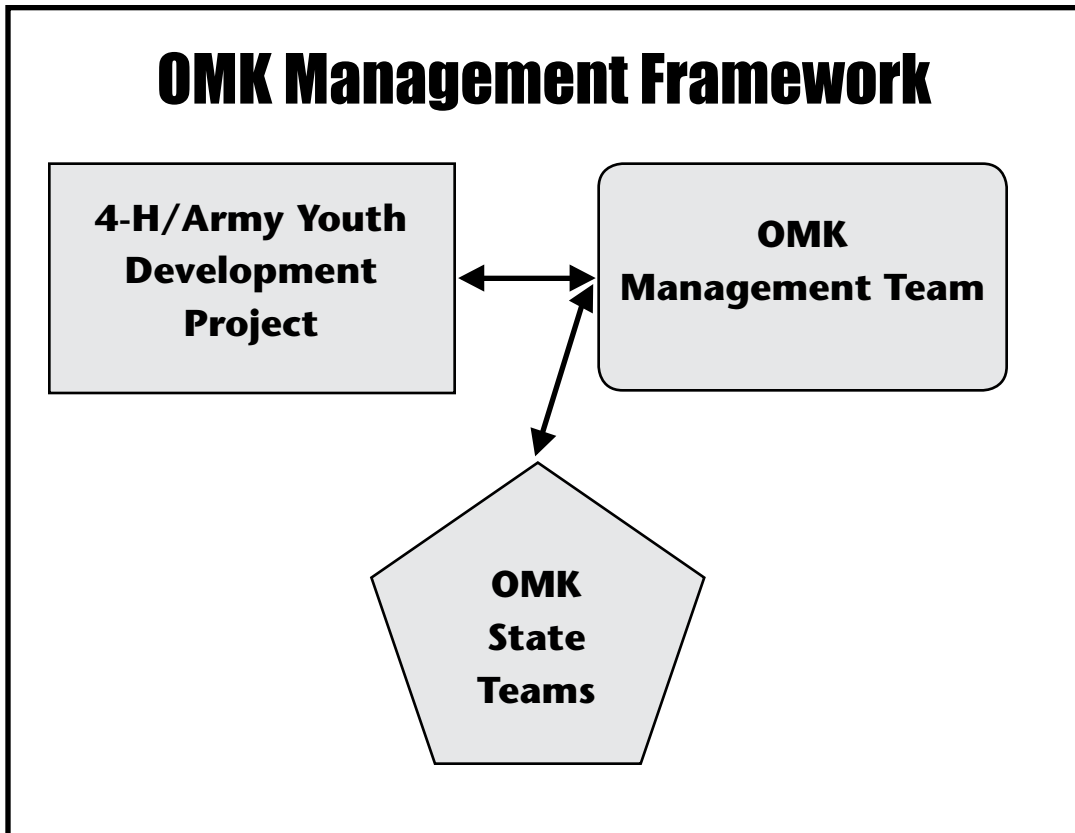 OMK Management Framework
4-H/Army Youth
Development
Project
OMK
Management Team
OMK
State
Teams